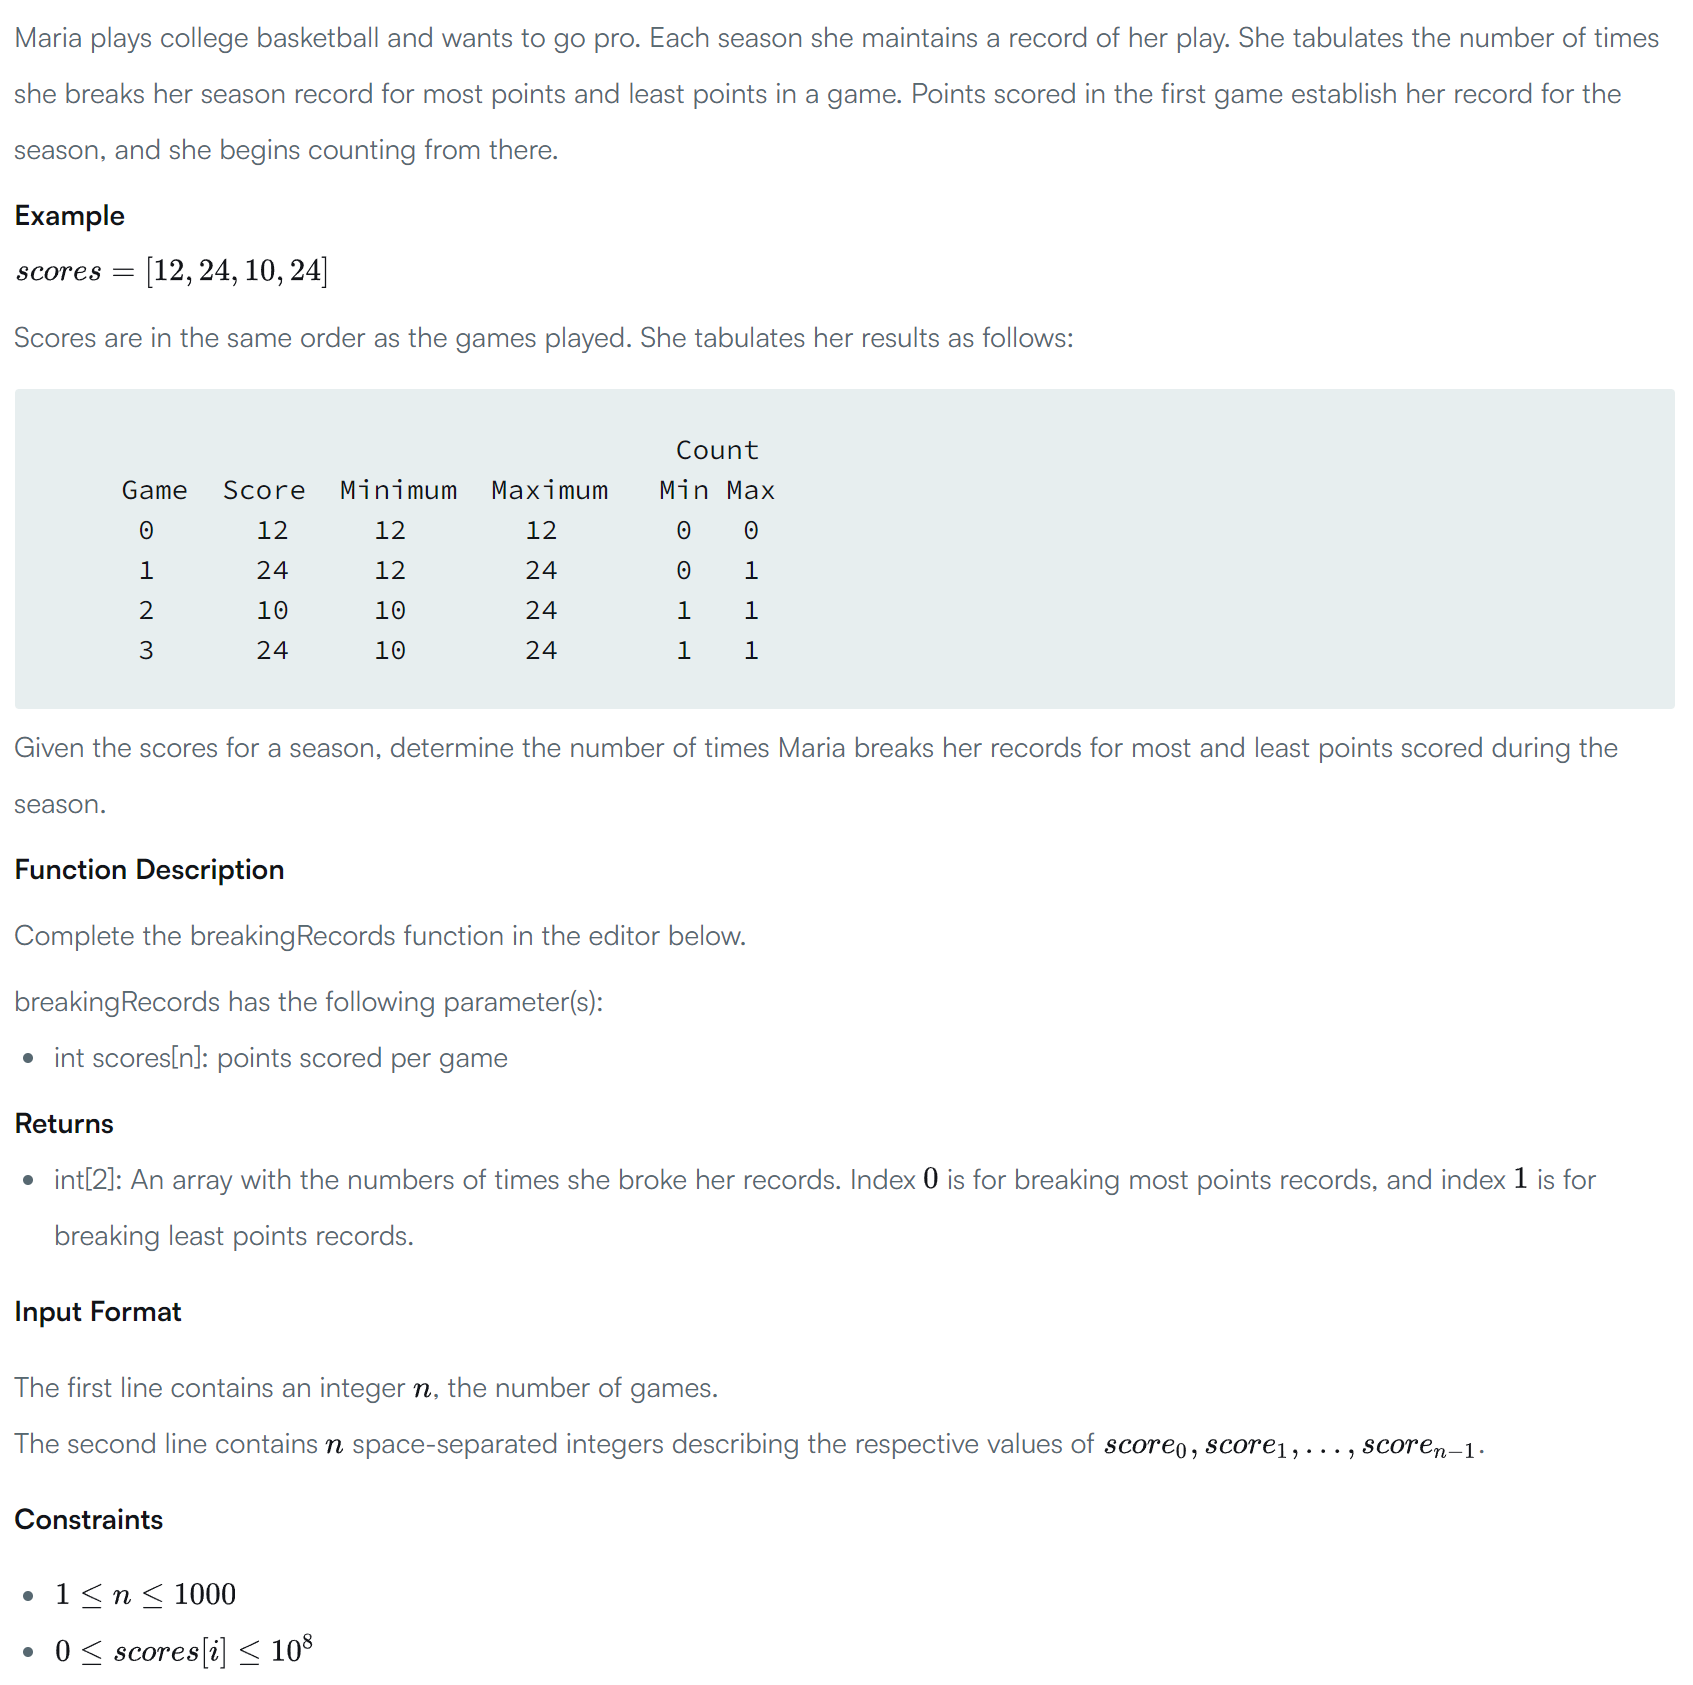 Maria plays college basketball and wants to go pro. Each season she maintains a record of her play. She tabulates the number of times
she breaks her season record for most points and least points in a game. Points scored in the first game establish her record for the
season, and she begins counting from there.
Example
scores = [12, 24, 10, 24]
Scores are in the same order as the games played. She tabulates her results as follows:
Count
Game Score Minimum Maximum Min Max
0 12 12 12 0 0
1 24 12 24 0 1
2 10 10 24 1 1
3 24 10 24 1 1
Given the scores for a season, determine the number of times Maria breaks her records for most and least points scored during the
season.
Function Description
Complete the breakingRecords function in the editor below.
breakingRecords has the following parameter(s):
• int scores[n]: points scored per game
Returns
• int[2]: An array with the numbers of times she broke her records. Index 0 is for breaking most points records, and index 1 is for
breaking least points records.
Input Format
The first line contains an integer n, the number of games.
The second line contains n space-separated integers describing the respective values of score₀, score₁, . . . , scoreₙ₋₁.
Constraints
• 1 ≤ n ≤ 1000
• 0 ≤ scores[i] ≤ 10⁸